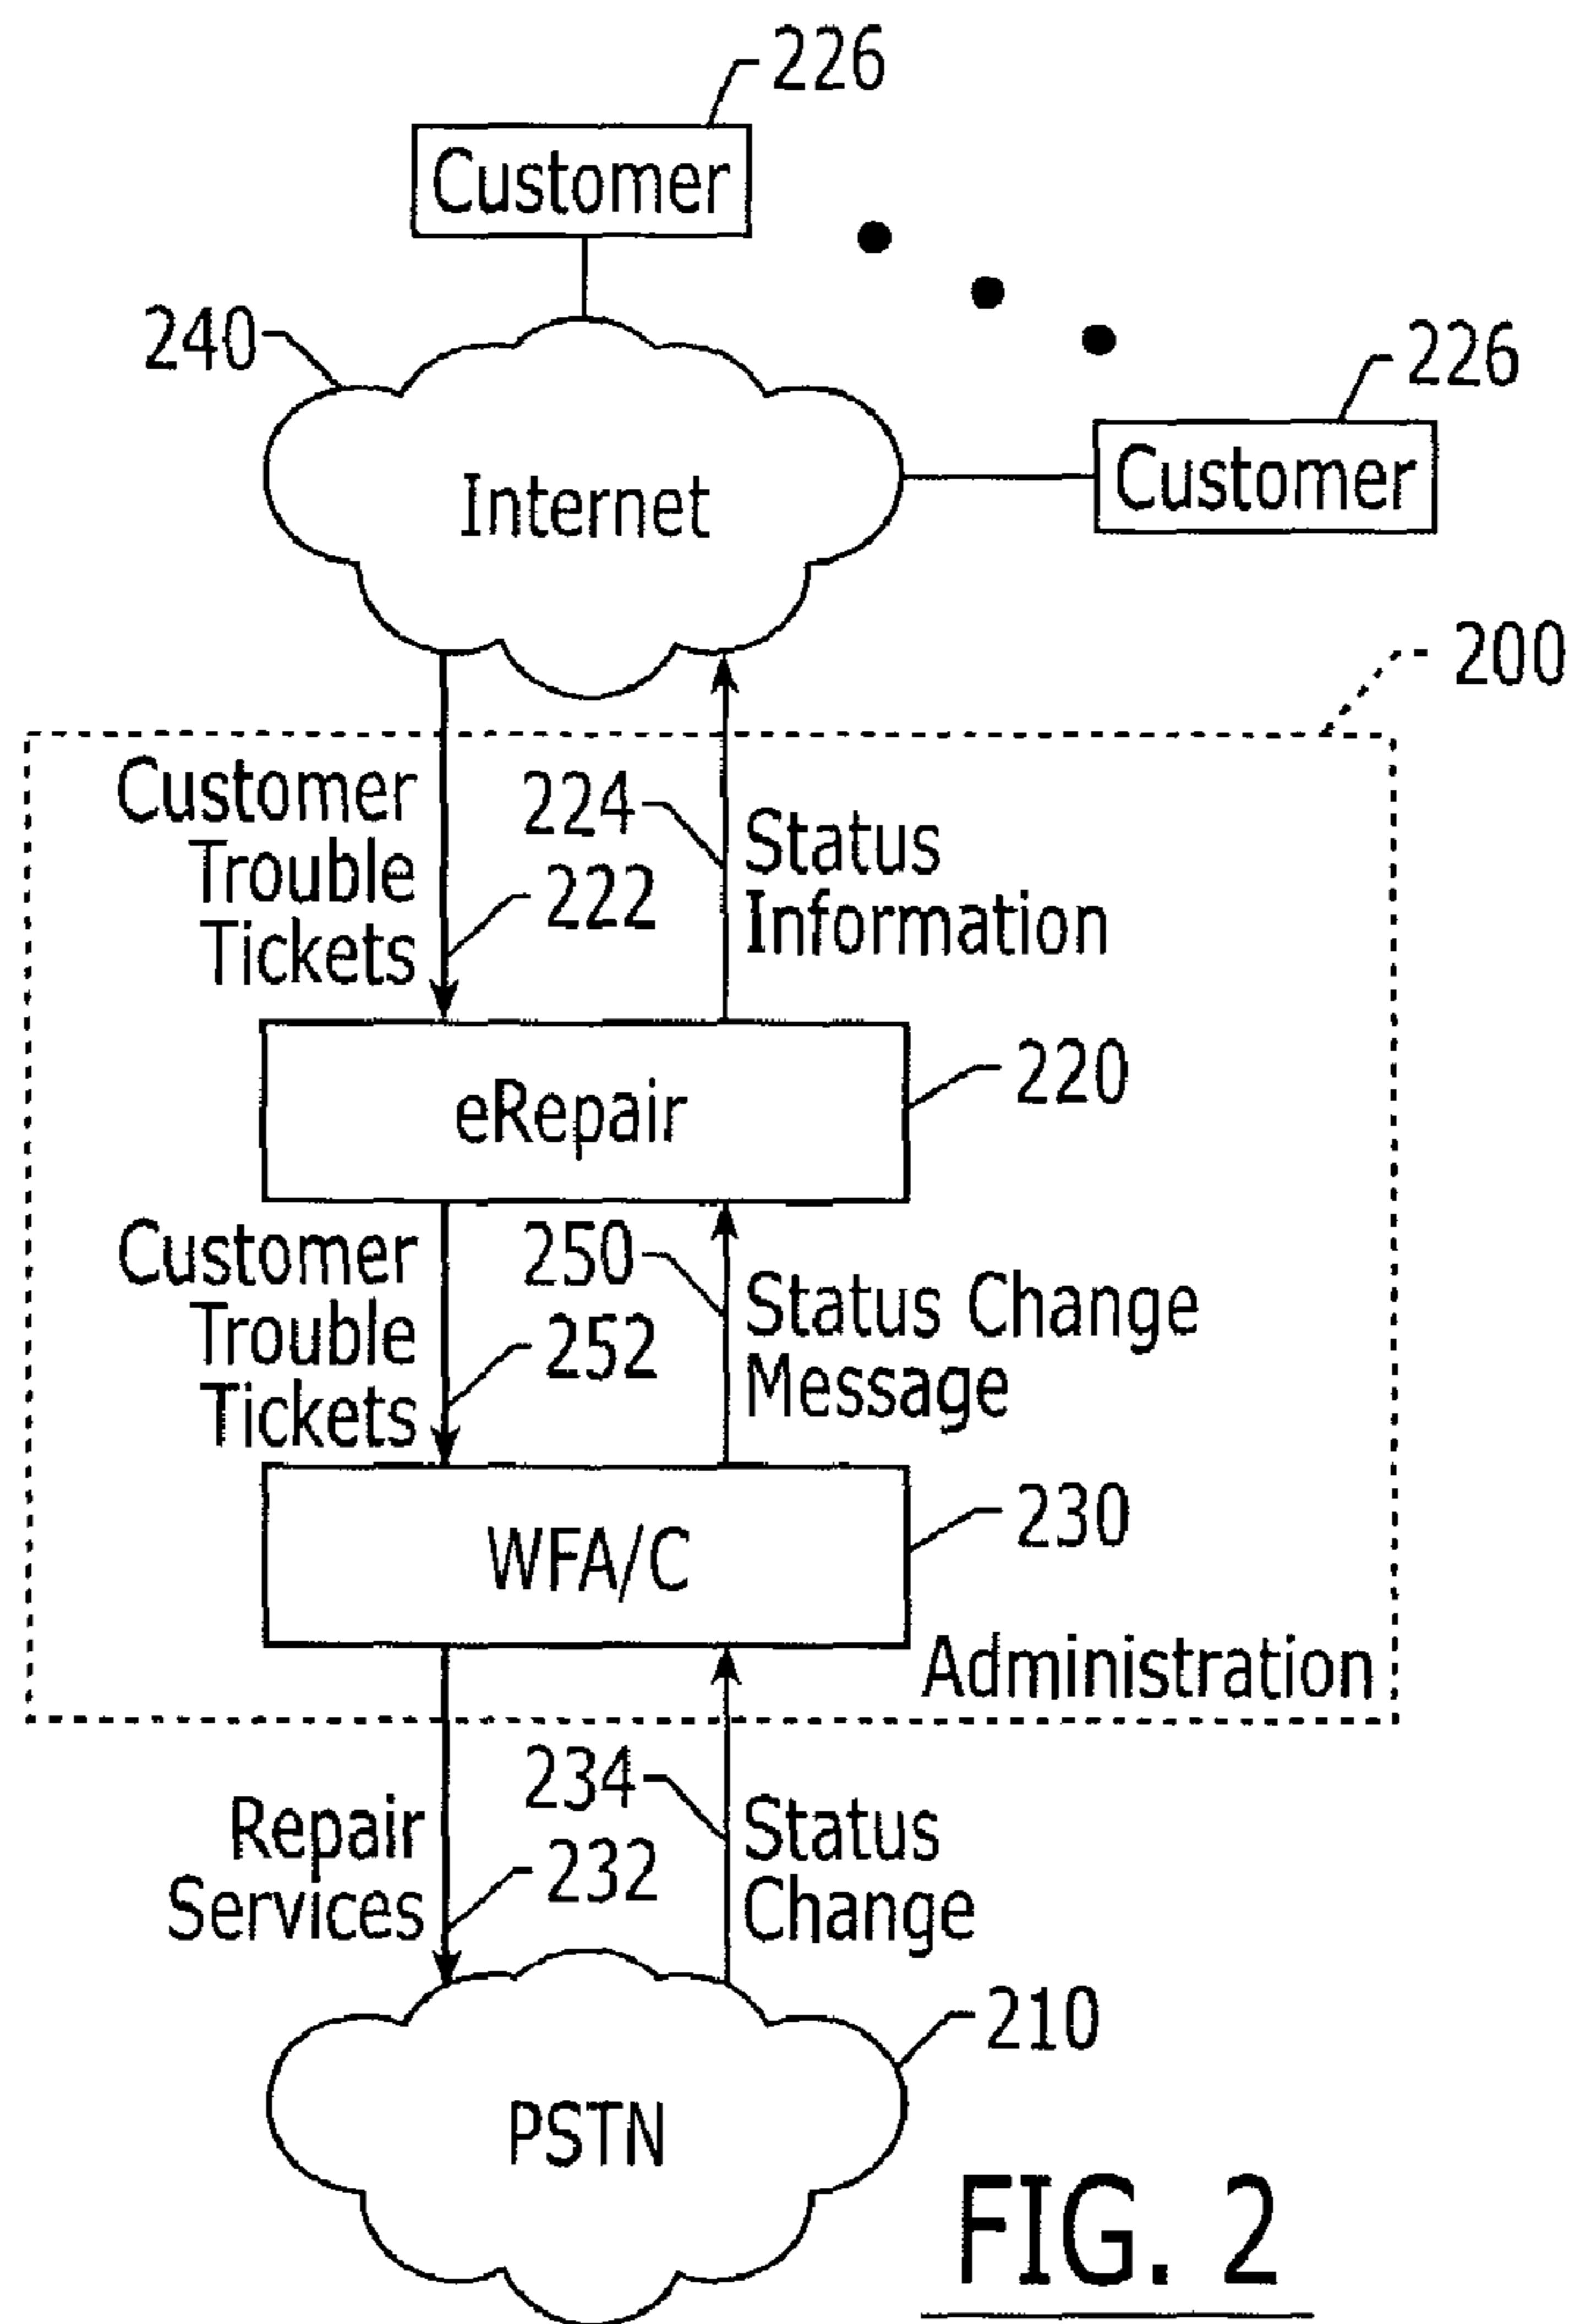 226
Customer
240
226
Internet
Customer
200
Customer
Trouble
Tickets
224
222
Status
Information
eRepair
220
Customer
Trouble
Tickets
250
252
Status Change
Message
WFA/C
230
Administration
Repair
Services
234
232
Status
Change
210
PSTN
FIG. 2